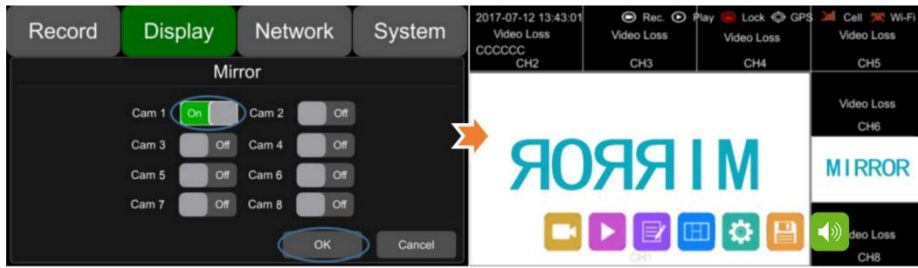 Record Display Network System
Mirror
Cam 1 On Cam 2 Off
Cam 3 Off Cam 4 Off
Cam 5 Off Cam 6 Off
Cam 7 Off Cam 8 Off
OK Cancel
2017-07-12 13:43:01 Rec. Play Lock GPS Cell Wi-Fi
Video Loss Video Loss Video Loss Video Loss
CCCCCC
CH2 CH3 CH4 CH5
Video Loss
CH6
MIRROR
MIRROR
deo Loss
CH1 CH8